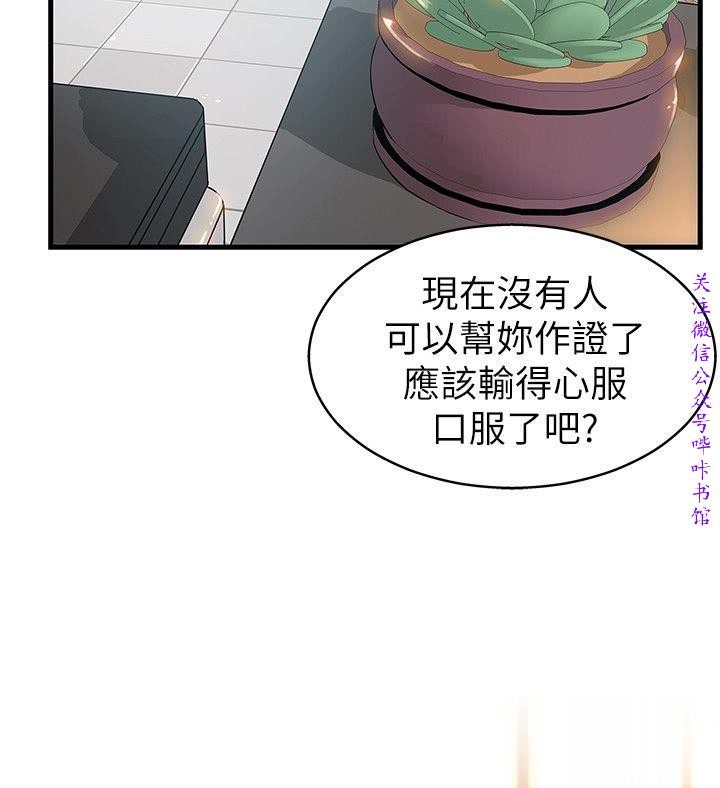 現在沒有人
可以幫妳作證了
應該輸得心服
口服了吧?
关注微信公众号哔咔书馆